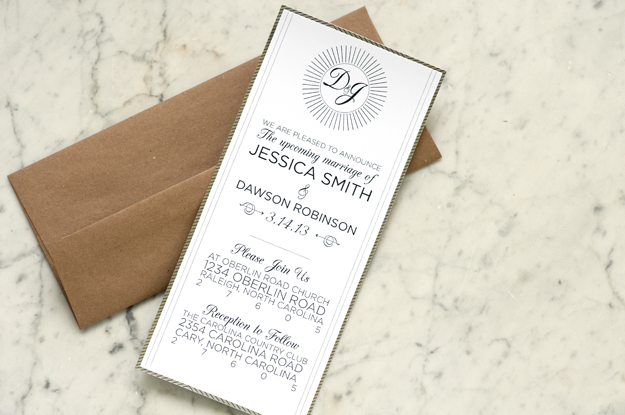 D&J
WE ARE PLEASED TO ANNOUNCE
The upcoming marriage of
JESSICA SMITH
&
DAWSON ROBINSON
3.14.13
Please Join Us
AT OBERLIN ROAD CHURCH
1234 OBERLIN ROAD
RALEIGH, NORTH CAROLINA
2 7 6 0 5
Reception to Follow
THE CAROLINA COUNTRY CLUB
2354 CAROLINA ROAD
CARY, NORTH CAROLINA
2 7 6 0 5